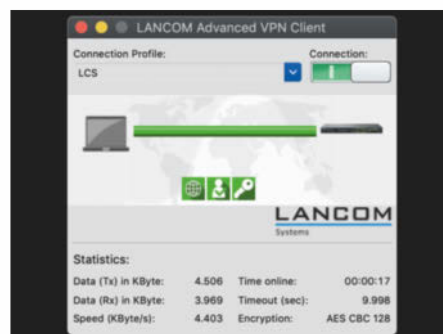 LANCOM Advanced VPN Client
Connection Profile: Connection:
LCS
LANCOM
Systems
Statistics:
Data (Tx) in KByte: 4.506 Time online: 00:00:17
Data (Rx) in KByte: 3.969 Timeout (sec): 9.998
Speed (KByte/s): 4.403 Encryption: AES CBC 128